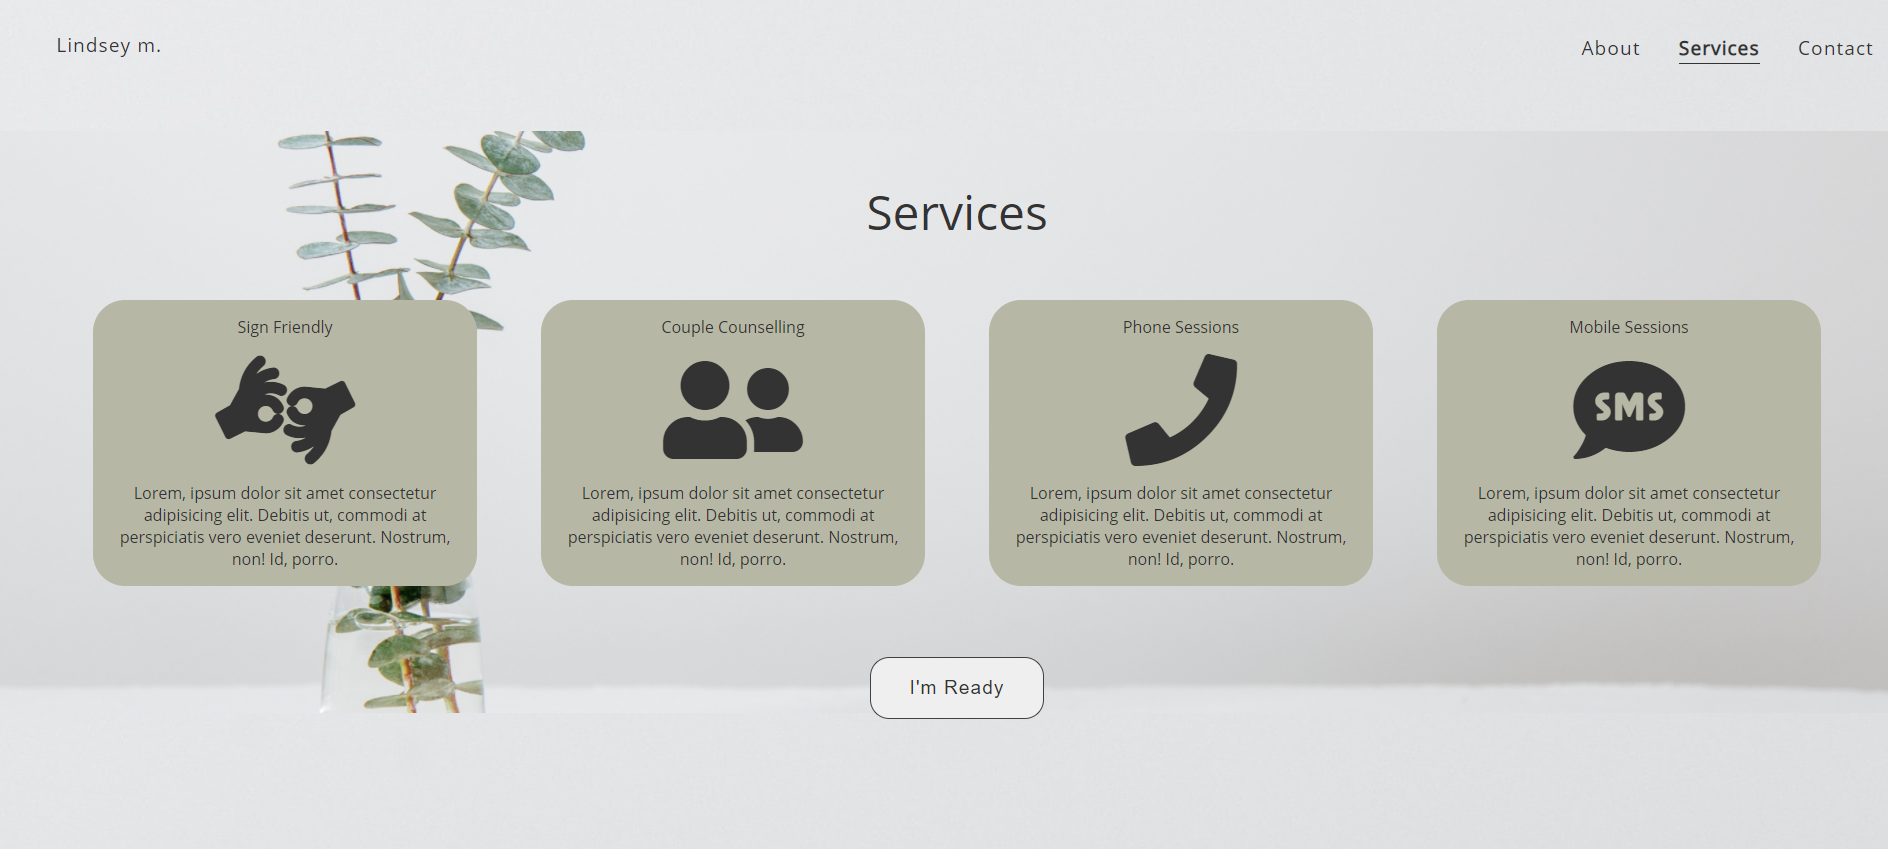 Lindsey m.
About Services Contact
Services
Sign Friendly
Lorem, ipsum dolor sit amet consectetur
adipisicing elit. Debitis ut, commodi at
perspiciatis vero eveniet deserunt. Nostrum,
non! Id, porro.
Couple Counselling
Lorem, ipsum dolor sit amet consectetur
adipisicing elit. Debitis ut, commodi at
perspiciatis vero eveniet deserunt. Nostrum,
non! Id, porro.
Phone Sessions
Lorem, ipsum dolor sit amet consectetur
adipisicing elit. Debitis ut, commodi at
perspiciatis vero eveniet deserunt. Nostrum,
non! Id, porro.
Mobile Sessions
SMS
Lorem, ipsum dolor sit amet consectetur
adipisicing elit. Debitis ut, commodi at
perspiciatis vero eveniet deserunt. Nostrum,
non! Id, porro.
I'm Ready